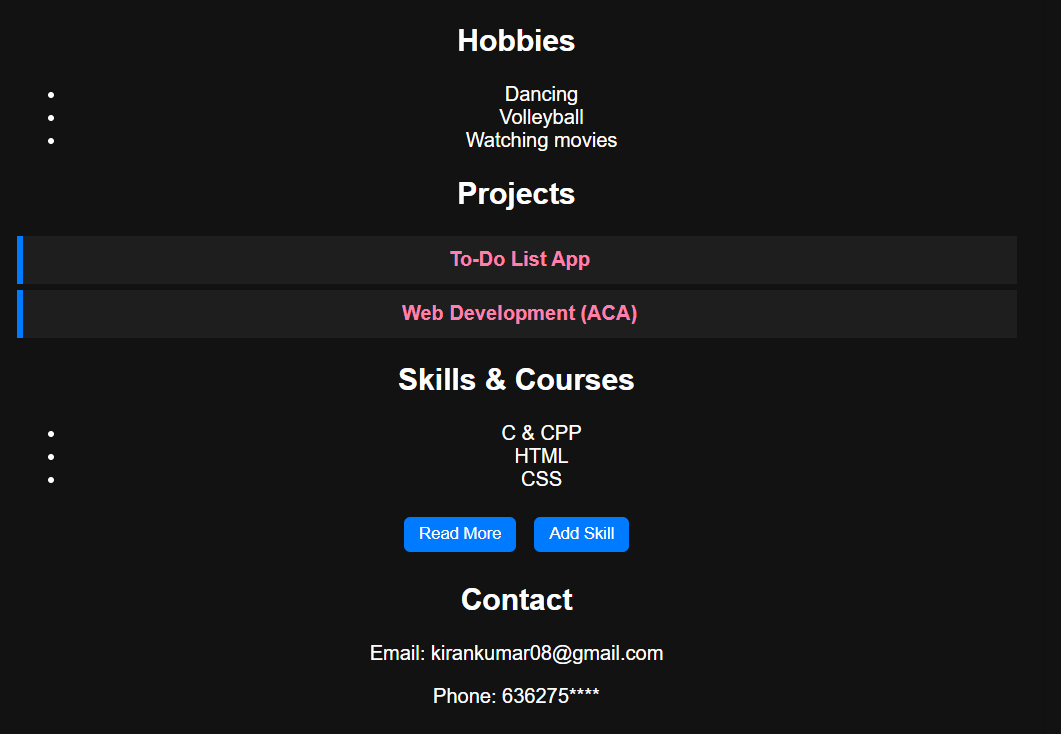 Hobbies
• Dancing
• Volleyball
• Watching movies
Projects
To-Do List App
Web Development (ACA)
Skills & Courses
• C & CPP
• HTML
• CSS
Read More Add Skill
Contact
Email: kirankumar08@gmail.com
Phone: 636275****